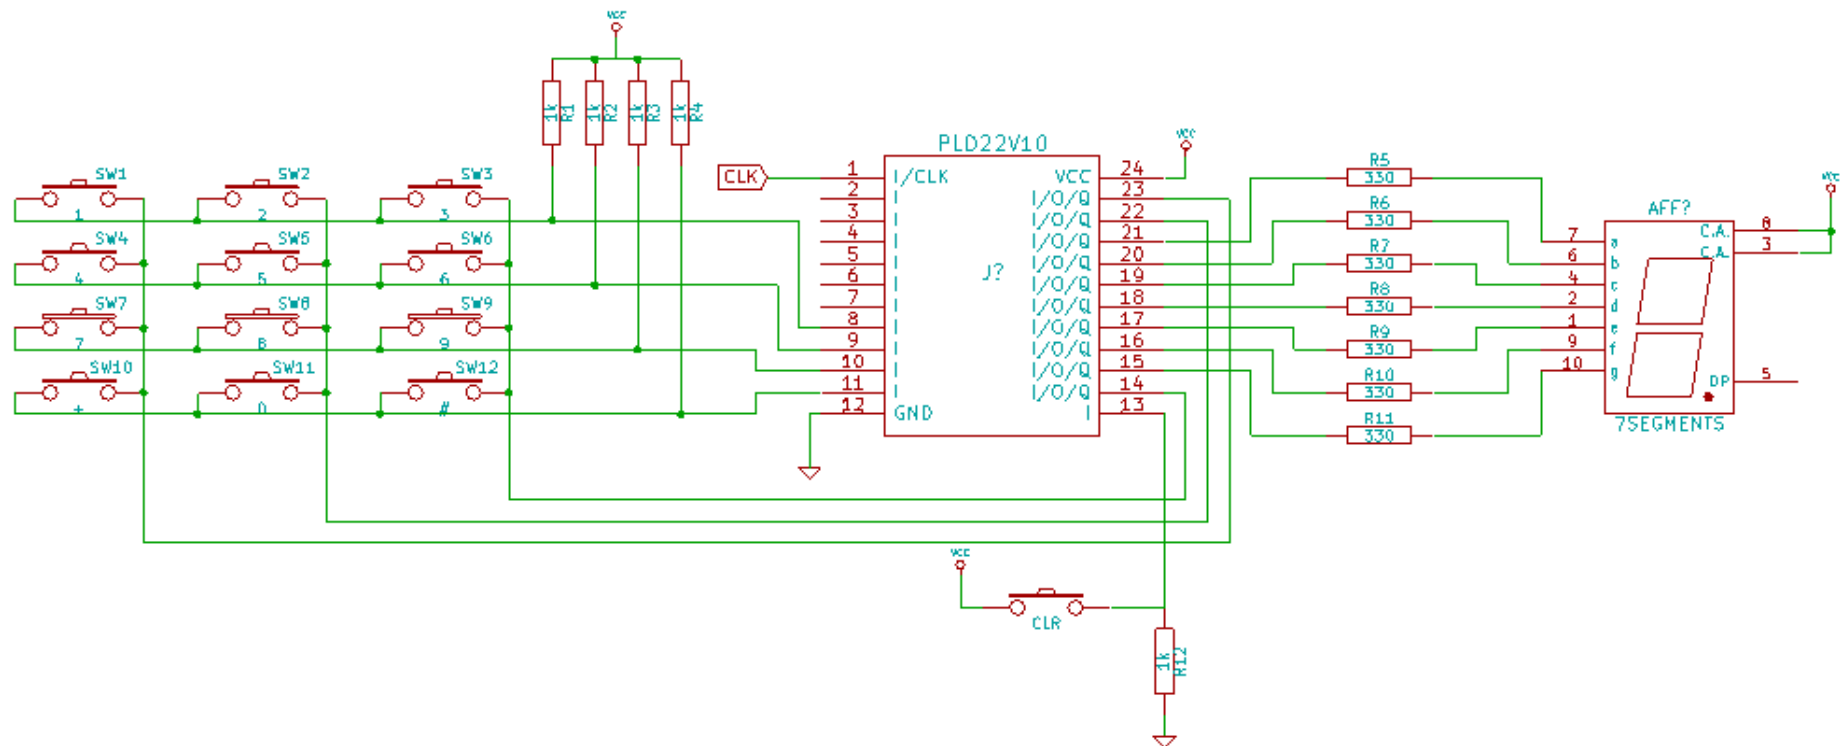 VCC
1k R1
1k R2
1k R3
1k R4
PLD22V10
VCC
SW1 SW2 SW3
1 2 3
SW4 SW5 SW6
4 5 6
SW7 SW8 SW9
7 8 9
SW10 SW11 SW12
+ 0 #
CLK
1 I/CLK
2 I
3 I
4 I
5 I
6 I
7 I
8 I
9 I
10 I
11 I
12 GND
J?
VCC 24
I/O/Q 23
I/O/Q 22
I/O/Q 21
I/O/Q 20
I/O/Q 19
I/O/Q 18
I/O/Q 17
I/O/Q 16
I/O/Q 15
I/O/Q 14
I 13
R5
330
R6
330
R7
330
R8
330
R9
330
R10
330
R11
330
VCC
AFF?
7 a
6 b
4 c
2 d
1 e
9 f
10 g
C.A. 8
C.A. 3
DP 5
7SEGMENTS
VCC
CLR
1k R12